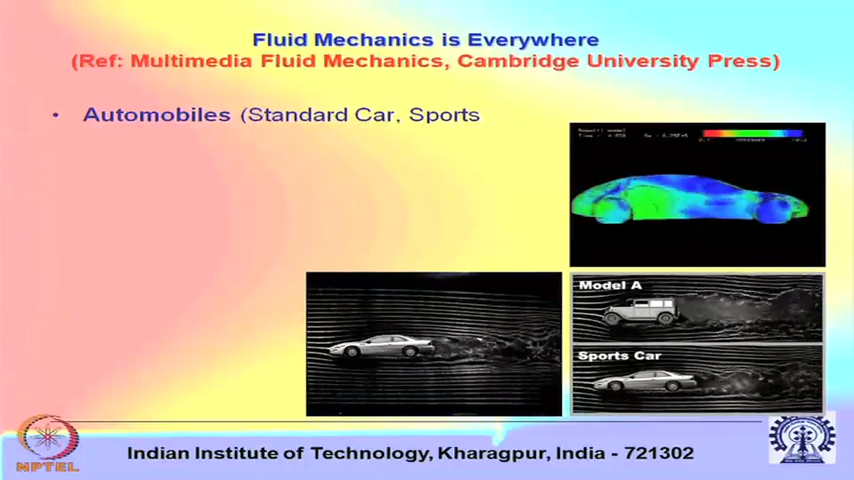 Fluid Mechanics is Everywhere
(Ref: Multimedia Fluid Mechanics, Cambridge University Press)
• Automobiles (Standard Car, Sports
Model A
Sports Car
NPTEL
Indian Institute of Technology, Kharagpur, India - 721302